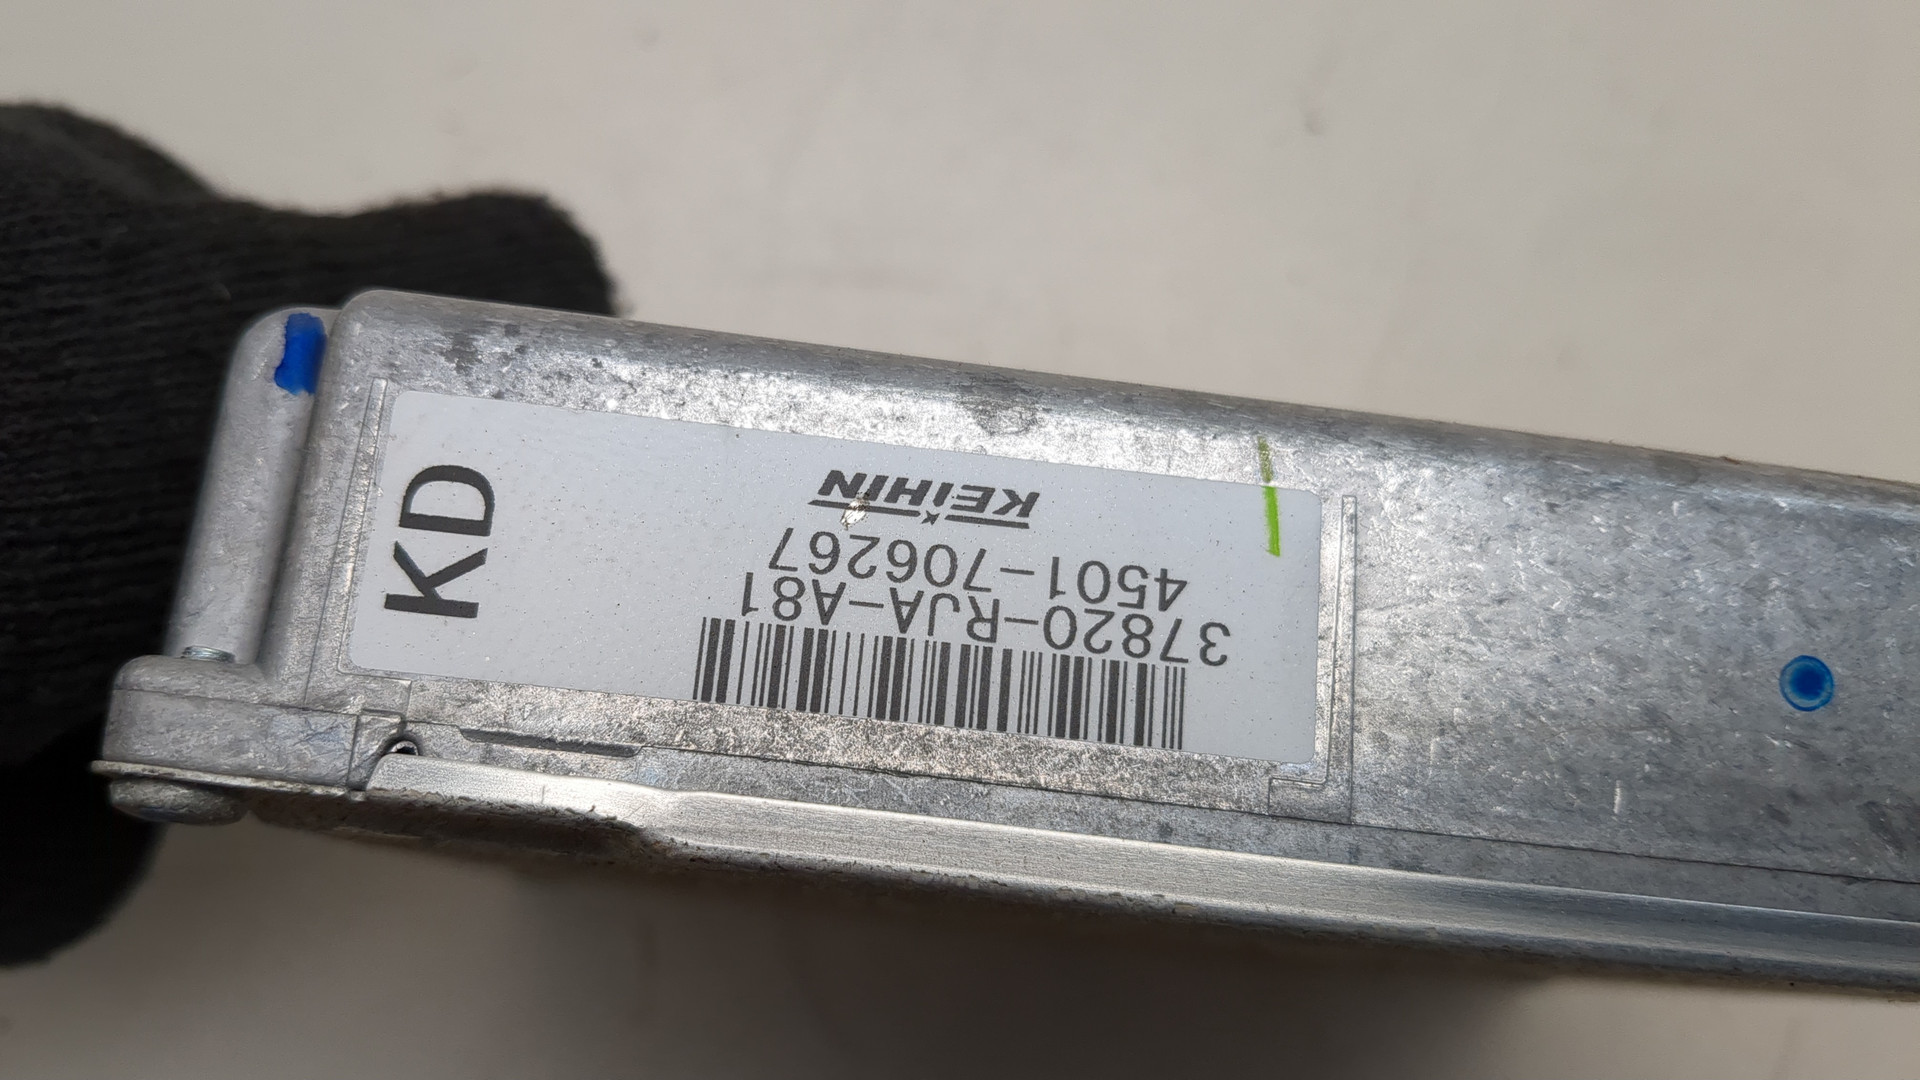 37820-RJA-A81
4501-706267
KEIHIN
KD